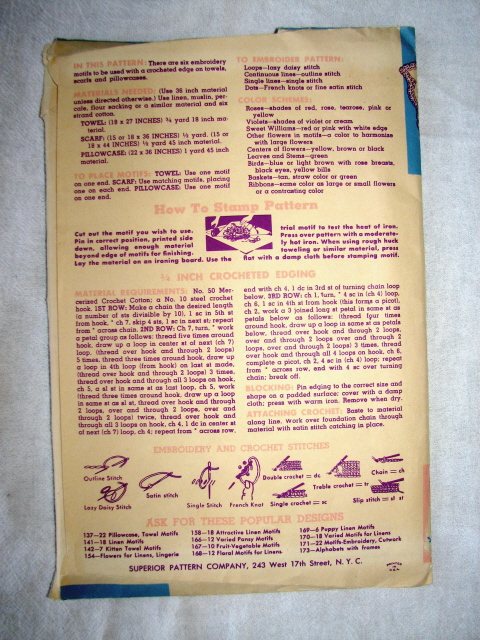 IN THIS PATTERN: There are six embroidery
motifs to be used with a crocheted edge on towels,
scarfs and pillowcases.
MATERIALS NEEDED: (Use 36 inch material
unless directed otherwise.) Use linen, muslin, per-
cale, flour sacking or a similar material and six
strand cotton.
TOWEL: (18 x 27 INCHES) ¾ yard 18 inch ma-
terial.
SCARF: (15 or 18 x 36 INCHES) ½ yard. (15 or
18 x 44 INCHES) ½ yard 45 inch material.
PILLOWCASE: (22 x 36 INCHES) 1 yard 45 inch
material.
TO PLACE MOTIFS: TOWEL: Use one motif
on one end. SCARF: Use matching motifs, placing
one on each end. PILLOWCASE: Use one motif
on one end.
TO EMBROIDER PATTERN:
Loops—lazy daisy stitch
Continuous lines—outline stitch
Single lines—single stitch
Dots—French knots or fine satin stitch
COLOR SCHEMES:
Roses—shades of red, rose, tearose, pink or
yellow
Violets—shades of violet or cream
Sweet Williams—red or pink with white edge
Other flowers in motifs—a color to harmonize
with large flowers
Centers of flowers—yellow, brown or black
Leaves and Stems—green
Birds—blue or light brown with rose breasts,
black eyes, yellow bills
Baskets—tan, straw color or green
Ribbons—same color as large or small flowers
or a contrasting color
How To Stamp Pattern
Cut out the motif you wish to use.
Pin in correct position, printed side
down, allowing enough material
beyond edge of motifs for finishing.
Lay the material on an ironing board. Use the
trial motif to test the heat of iron.
Press over pattern with a moderate-
ly hot iron. When using rough huck
toweling or similar material, press
flat with a damp cloth before stamping motif.
¼ INCH CROCHETED EDGING
MATERIAL REQUIREMENTS: No. 50 Mer-
cerized Crochet Cotton; a No. 10 steel crochet
hook. 1ST ROW: Make a chain the desired length
(a number of sts divisible by 10), 1 sc in 5th st
from hook, * ch 7, skip 4 sts, 1 sc in next st; repeat
from * across chain. 2ND ROW: Ch 7, turn, * work
a petal group as follows: thread five times around
hook, draw up a loop in center st of next (ch 7)
loop, (thread over hook and through 2 loops)
5 times, thread three times around hook, draw up
a loop in 4th loop (from hook) on last st made,
(thread over hook and through 2 loops) 3 times,
thread over hook and through all 3 loops on hook,
ch 5, a sl st in same st as last loop, ch 5, work
(thread three times around hook, draw up a loop
in same st as sl st, thread over hook and through 2
loops, over and through 2 loops, over and
through 2 loops) twice, thread over hook and
through all 3 loops on hook, ch 4, 1 dc in center st
of next (ch 7) loop, ch 4; repeat from * across row,
end with ch 4, 1 dc in 3rd st of turning chain loop
below. 3RD ROW: ch 1, turn, * 4 sc in (ch 4) loop,
ch 6, 1 sc in 4th st from hook (this forms a picot),
ch 2, work a 3 joined long st petal in same st as
petals below as follows: (thread four times
around hook, draw up a loop in same st as petals
below, thread over hook and through 2 loops,
over and through 2 loops over and through 2
loops, over and through 2 loops) 3 times, thread
over hook and through all 4 loops on hook, ch 6,
complete a picot, ch 2, 4 sc in (ch 4) loop; repeat
from * across row, end with 4 sc over turning
chain; break off.
BLOCKING: Pin edging to the correct size and
shape on a padded surface; cover with a damp
cloth; press with warm iron. Remove when dry.
ATTACHING CROCHET: Baste to material
along line. Work over foundation chain through
material with satin stitch catching in place.
EMBROIDERY AND CROCHET STITCHES
Outline Stitch
Lazy Daisy Stitch
Satin stitch
Single Stitch
French Knot
Double crochet = dc
Single crochet = sc
Treble crochet = tr
Chain = ch
Slip stitch = sl st
ASK FOR THESE POPULAR DESIGNS
137—22 Pillowcase, Towel Motifs
141—18 Linen Motifs
142—7 Kitten Towel Motifs
154—Flowers for Linens, Lingerie
158—18 Attractive Linen Motifs
166—12 Varied Pansy Motifs
167—10 Fruit-Vegetable Motifs
168—12 Floral Motifs for Linens
169—6 Puppy Linen Motifs
170—18 Varied Motifs for Linens
171—22 Motifs-Embroidery, Cutwork
173—Alphabets with frames
SUPERIOR PATTERN COMPANY, 243 West 17th Street, N. Y. C.